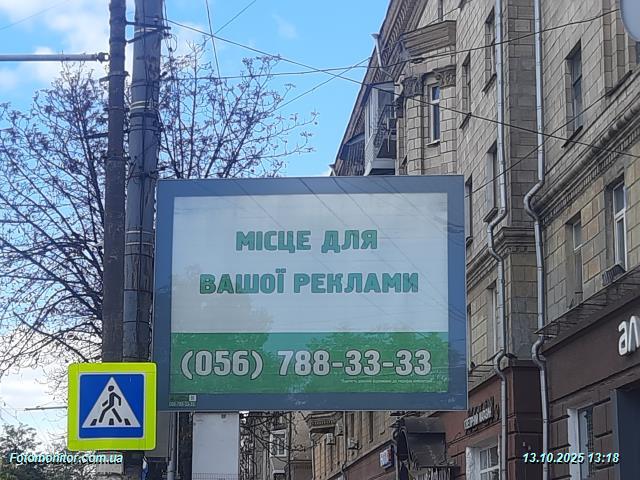 МІСЦЕ ДЛЯ
ВАШОЇ РЕКЛАМИ
(056) 788-33-33
Fotomonitor.com.ua
13.10.2025 13:18